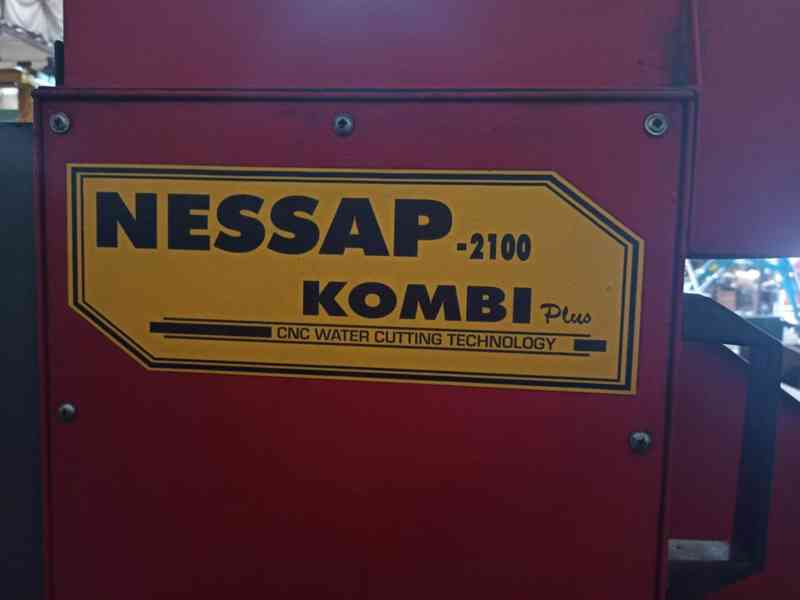 NESSAP-2100
KOMBI Plus
CNC WATER CUTTING TECHNOLOGY